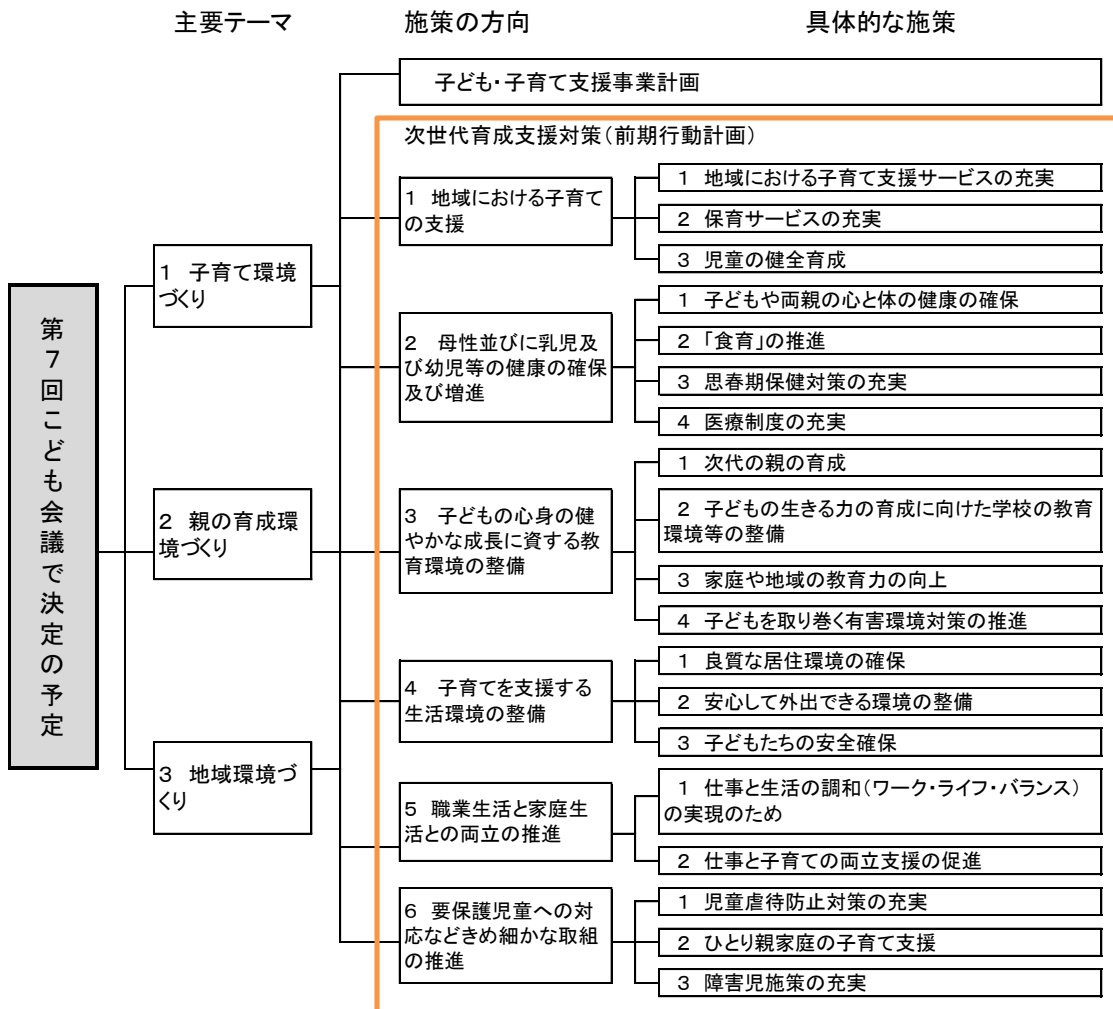 主要テーマ
施策の方向
具体的な施策
第7回こども会議で決定の予定
1 子育て環境
づくり
2 親の育成環
境づくり
3 地域環境づ
くり
子ども・子育て支援事業計画
次世代育成支援対策(前期行動計画)
1 地域における子育て
の支援
1 地域における子育て支援サービスの充実
2 保育サービスの充実
3 児童の健全育成
2 母性並びに乳児及
び幼児等の健康の確保
及び増進
1 子どもや両親の心と体の健康の確保
2 「食育」の推進
3 思春期保健対策の充実
4 医療制度の充実
3 子どもの心身の健
やかな成長に資する教
育環境の整備
1 次代の親の育成
2 子どもの生きる力の育成に向けた学校の教育
環境等の整備
3 家庭や地域の教育力の向上
4 子どもを取り巻く有害環境対策の推進
4 子育てを支援する
生活環境の整備
1 良質な居住環境の確保
2 安心して外出できる環境の整備
3 子どもたちの安全確保
5 職業生活と家庭生
活との両立の推進
1 仕事と生活の調和(ワーク・ライフ・バランス)
の実現のため
2 仕事と子育ての両立支援の促進
6 要保護児童への対
応などきめ細かな取組
の推進
1 児童虐待防止対策の充実
2 ひとり親家庭の子育て支援
3 障害児施策の充実